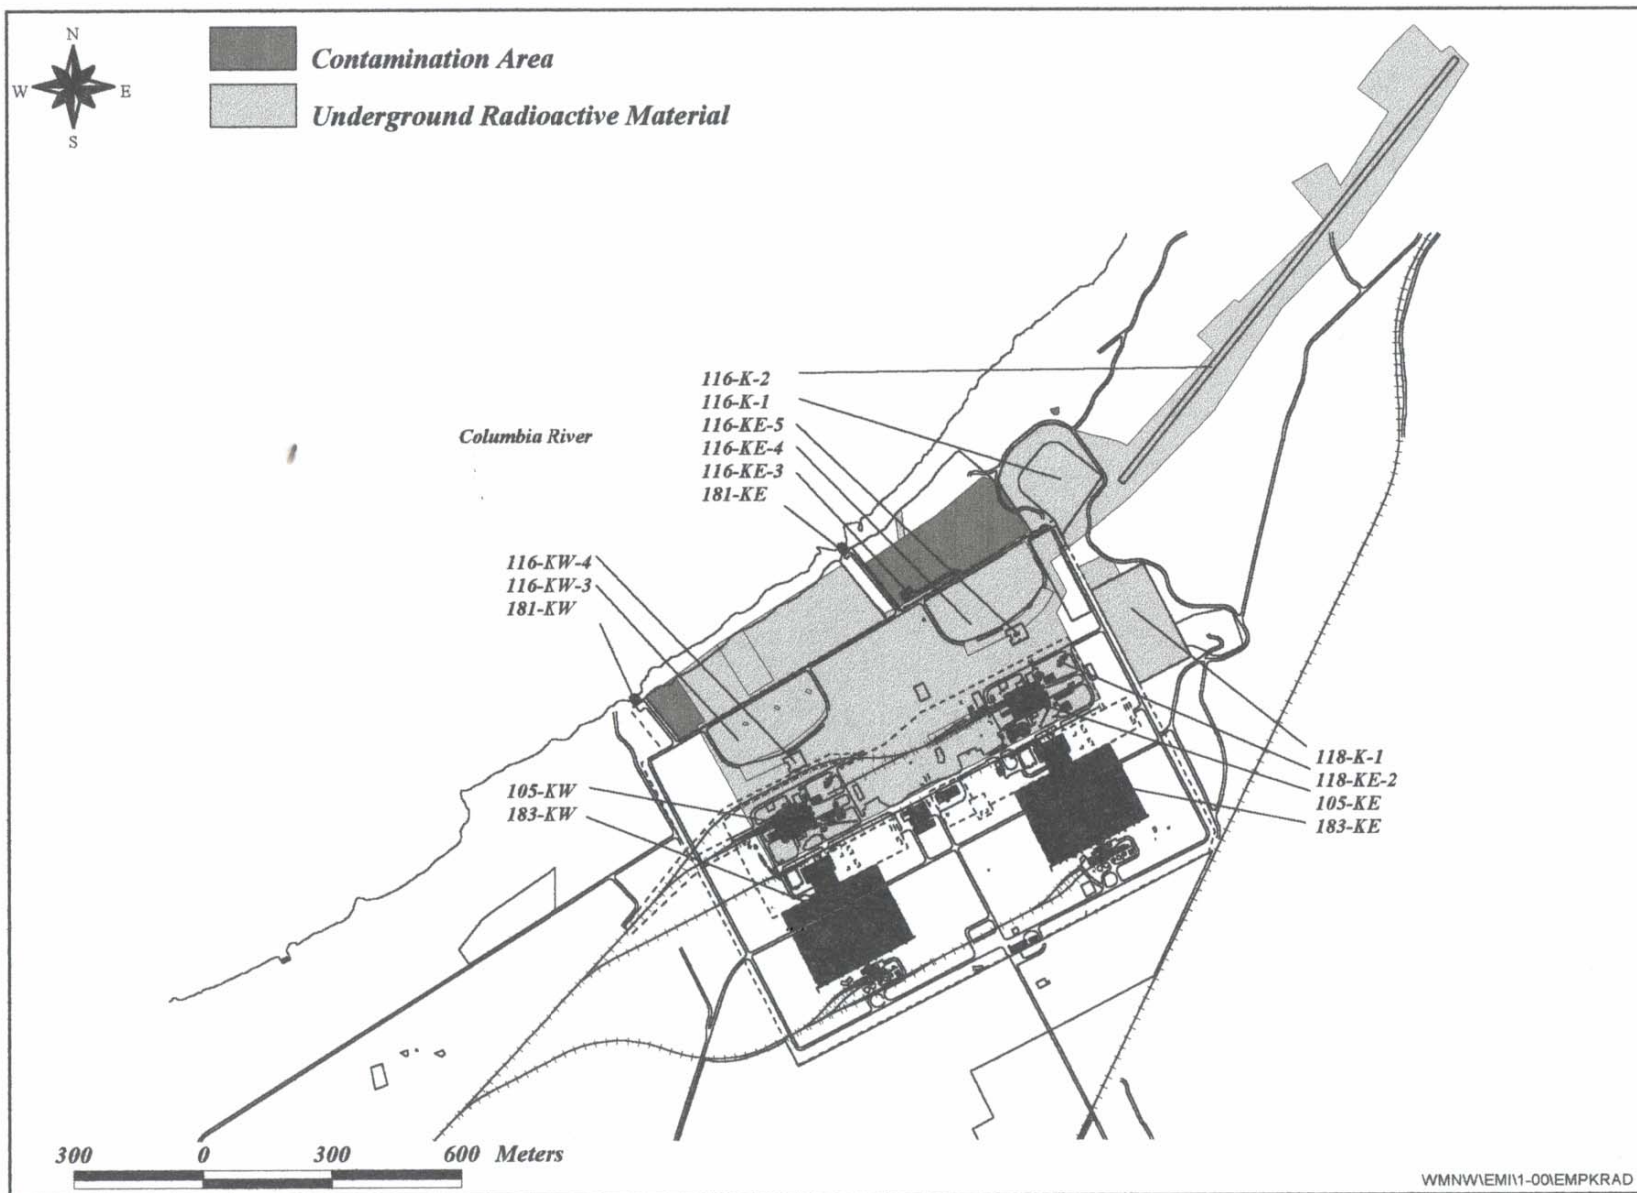 N
W E
S
Contamination Area
Underground Radioactive Material
116-K-2
116-K-1
116-KE-5
116-KE-4
116-KE-3
181-KE
Columbia River
116-KW-4
116-KW-3
181-KW
105-KW
183-KW
118-K-1
118-KE-2
105-KE
183-KE
300 0 300 600 Meters
WMNW\EMI\1-00\EMPKRAD